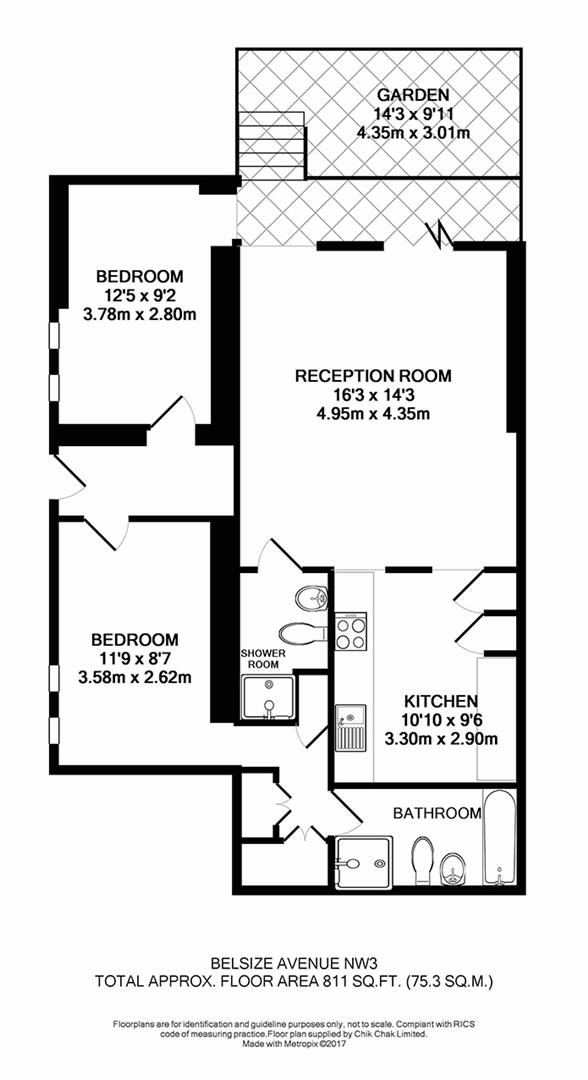 GARDEN
14'3 x 9'11
4.35m x 3.01m
BEDROOM
12'5 x 9'2
3.78m x 2.80m
RECEPTION ROOM
16'3 x 14'3
4.95m x 4.35m
BEDROOM
11'9 x 8'7
3.58m x 2.62m
SHOWER
ROOM
KITCHEN
10'10 x 9'6
3.30m x 2.90m
BATHROOM
BELSIZE AVENUE NW3
TOTAL APPROX. FLOOR AREA 811 SQ.FT. (75.3 SQ.M.)
Floorplans are for identification and guideline purposes only, not to scale. Compiant with RICS
code of measuring practice.Floor plan supplied by Chik Chak Limited.
Made with Metropix ©2017